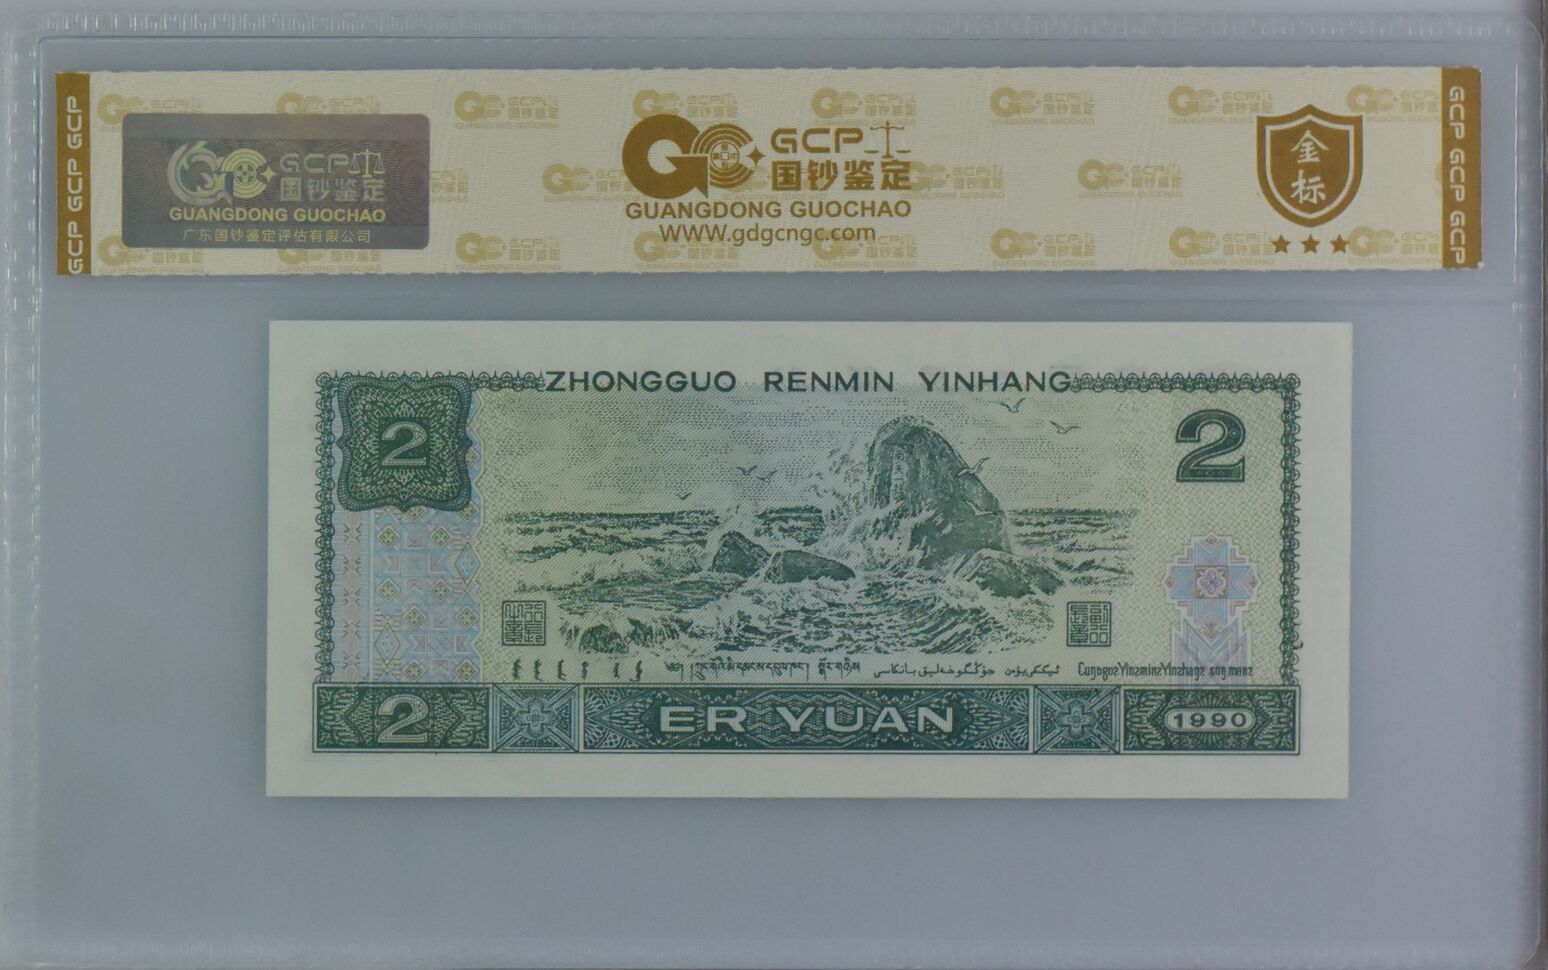 GCP GCP GCP
GCP
国钞鉴定
GUANGDONG GUOCHAO
广东国钞鉴定评估有限公司
GCP
国钞鉴定
GUANGDONG GUOCHAO
WWW.gdgcngc.com
金
标
GCP GCP GCP
ZHONGGUO RENMIN YINHANG
2
2
2
ER YUAN
1990